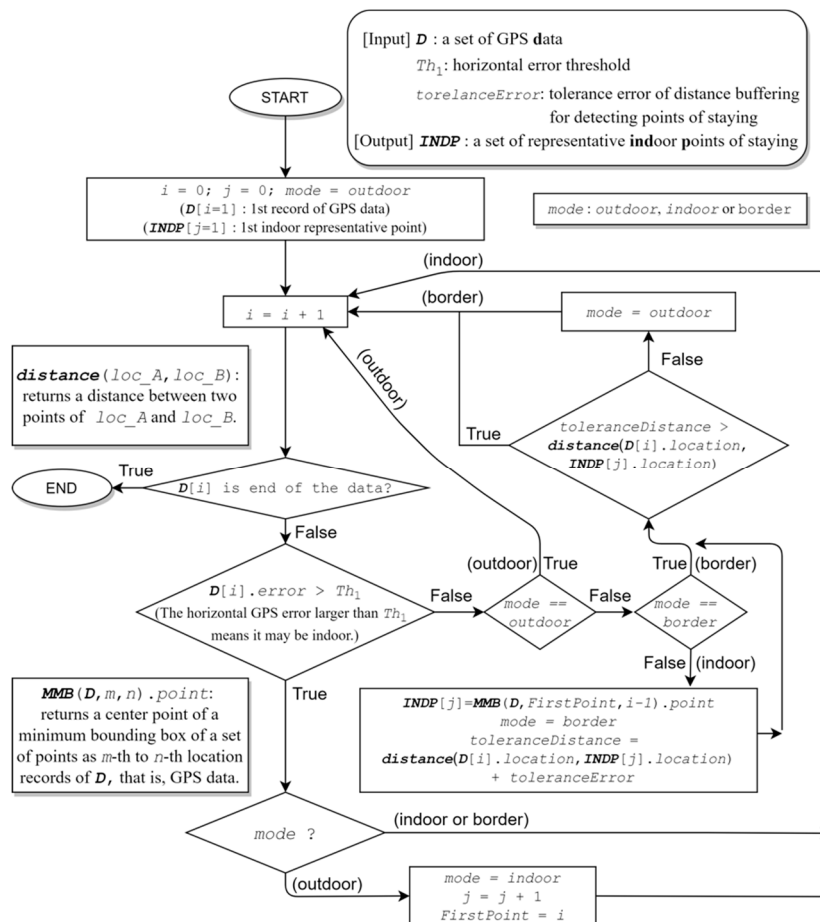 [Input] D : a set of GPS data
Th1: horizontal error threshold
torelanceError: tolerance error of distance buffering
for detecting points of staying
[Output] INDP : a set of representative indoor points of staying
START
i = 0; j = 0; mode = outdoor
(D[i=1] : 1st record of GPS data)
(INDP[j=1] : 1st indoor representative point)
mode : outdoor, indoor or border
(indoor)
(border)
i = i + 1
mode = outdoor
(outdoor)
False
distance(loc_A,loc_B):
returns a distance between two
points of loc_A and loc_B.
toleranceDistance >
distance(D[i].location,
INDP[j].location)
True
True
END
D[i] is end of the data?
False
(outdoor) True
True (border)
D[i].error > Th1
(The horizontal GPS error larger than Th1
means it may be indoor.)
False
mode ==
outdoor
False
mode ==
border
True
False (indoor)
MMB(D,m,n).point:
returns a center point of a
minimum bounding box of a set
of points as m-th to n-th location
records of D, that is, GPS data.
INDP[j]=MMB(D,FirstPoint,i-1).point
mode = border
toleranceDistance =
distance(D[i].location,INDP[j].location)
+ toleranceError
mode ?
(indoor or border)
(outdoor)
mode = indoor
j = j + 1
FirstPoint = i